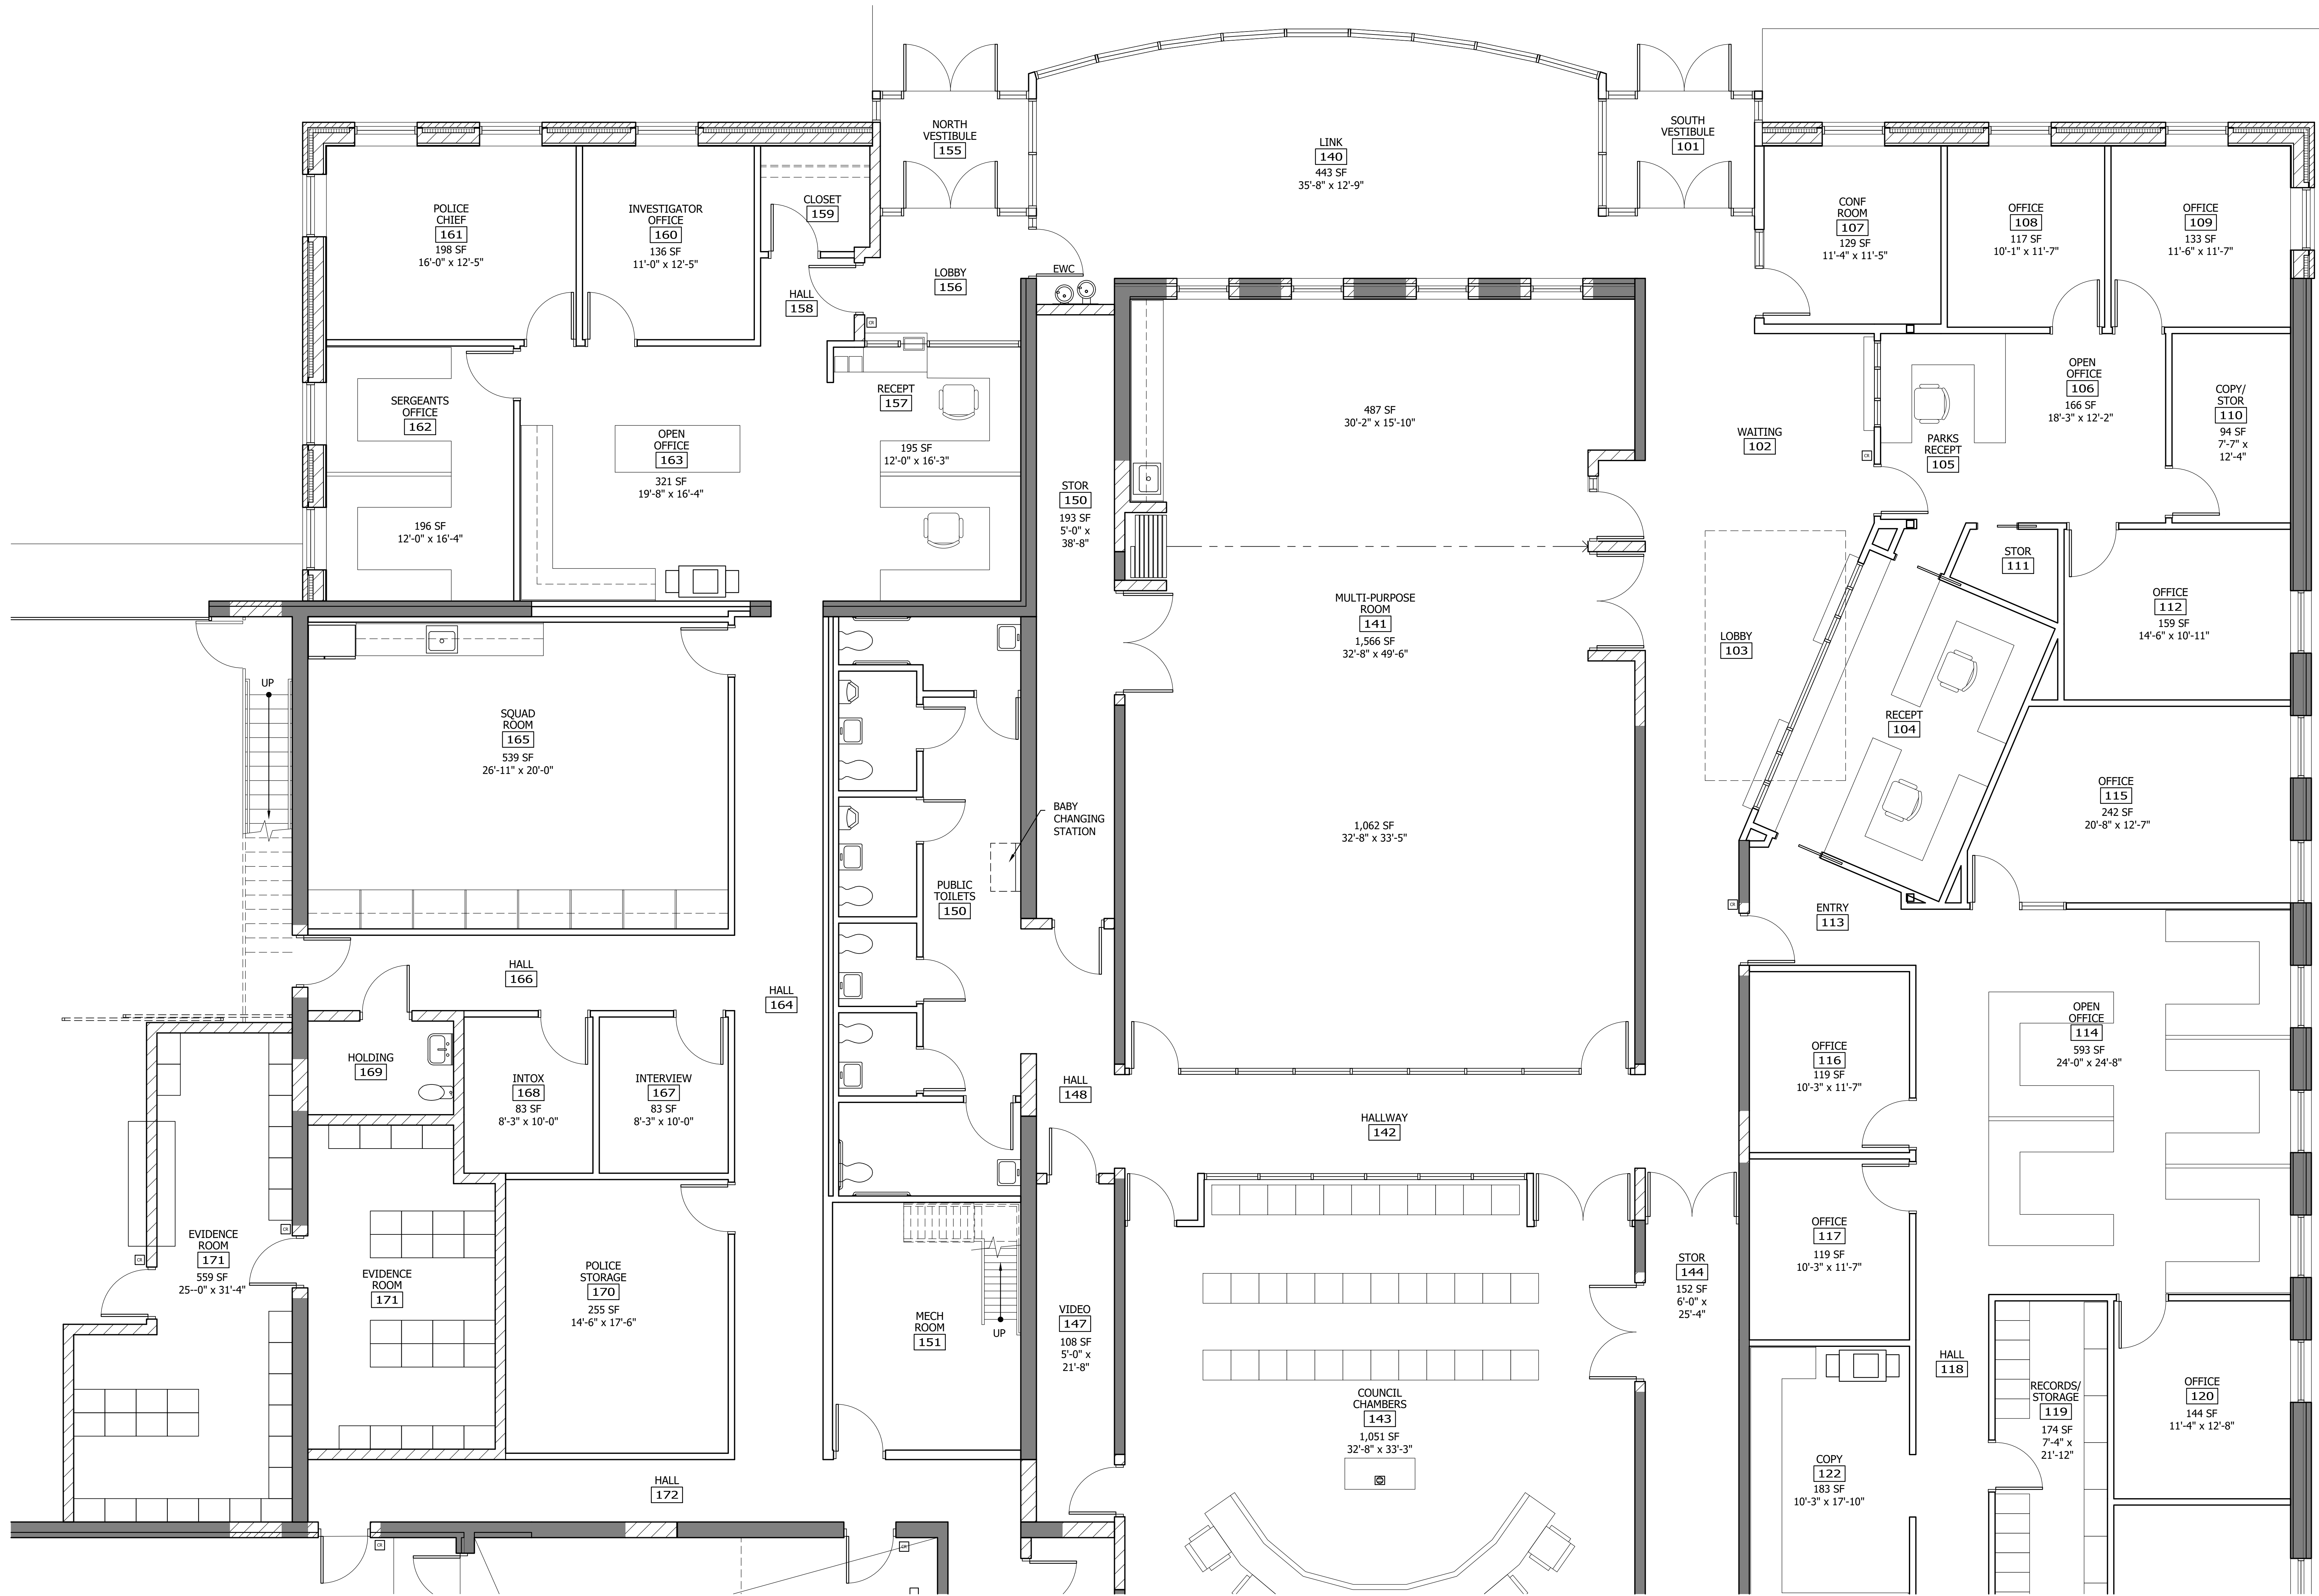 NORTH
VESTIBULE
155
LINK
140
443 SF
35'-8" x 12'-9"
SOUTH
VESTIBULE
101
POLICE
CHIEF
161
198 SF
16'-0" x 12'-5"
INVESTIGATOR
OFFICE
160
136 SF
11'-0" x 12'-5"
CLOSET
159
CONF
ROOM
107
129 SF
11'-4" x 11'-5"
OFFICE
108
117 SF
10'-1" x 11'-7"
OFFICE
109
133 SF
11'-6" x 11'-7"
HALL
158
LOBBY
156
EWC
CR
SERGEANTS
OFFICE
162
196 SF
12'-0" x 16'-4"
OPEN
OFFICE
163
321 SF
19'-8" x 16'-4"
RECEPT
157
195 SF
12'-0" x 16'-3"
STOR
150
193 SF
5'-0" x
38'-8"
487 SF
30'-2" x 15'-10"
WAITING
102
CR
PARKS
RECEPT
105
OPEN
OFFICE
106
166 SF
18'-3" x 12'-2"
COPY/
STOR
110
94 SF
7'-7" x
12'-4"
MULTI-PURPOSE
ROOM
141
1,566 SF
32'-8" x 49'-6"
LOBBY
103
STOR
111
OFFICE
112
159 SF
14'-6" x 10'-11"
UP
SQUAD
ROOM
165
539 SF
26'-11" x 20'-0"
RECEPT
104
OFFICE
115
242 SF
20'-8" x 12'-7"
BABY
CHANGING
STATION
1,062 SF
32'-8" x 33'-5"
PUBLIC
TOILETS
150
CR
ENTRY
113
HALL
166
HALL
164
OPEN
OFFICE
114
593 SF
24'-0" x 24'-8"
HOLDING
169
INTOX
168
83 SF
8'-3" x 10'-0"
INTERVIEW
167
83 SF
8'-3" x 10'-0"
HALL
148
HALLWAY
142
OFFICE
116
119 SF
10'-3" x 11'-7"
CR
CR
EVIDENCE
ROOM
171
559 SF
25--0" x 31'-4"
EVIDENCE
ROOM
171
POLICE
STORAGE
170
255 SF
14'-6" x 17'-6"
MECH
ROOM
151
UP
VIDEO
147
108 SF
5'-0" x
21'-8"
STOR
144
152 SF
6'-0" x
25'-4"
OFFICE
117
119 SF
10'-3" x 11'-7"
COUNCIL
CHAMBERS
143
1,051 SF
32'-8" x 33'-3"
HALL
118
RECORDS/
STORAGE
119
174 SF
7'-4" x
21'-12"
OFFICE
120
144 SF
11'-4" x 12'-8"
HALL
172
COPY
122
183 SF
10'-3" x 17'-10"
CR
CR